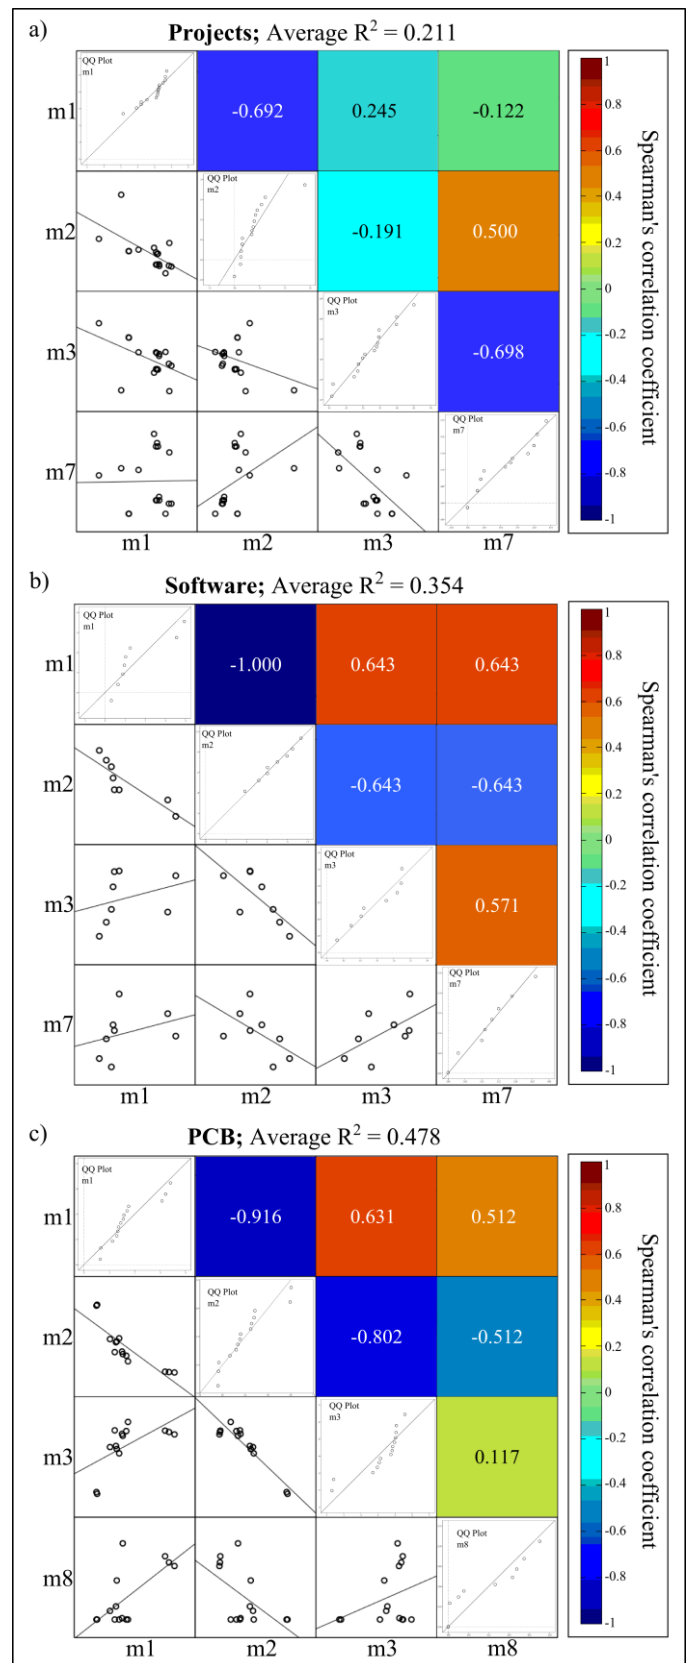 a)
Projects; Average R² = 0.211
QQ Plot
m1
m1
-0.692
0.245
-0.122
QQ Plot
m2
m2
-0.191
0.500
QQ Plot
m3
m3
-0.698
QQ Plot
m7
m7
m1 m2 m3 m7
1
0.8
0.6
0.4
0.2
0
-0.2
-0.4
-0.6
-0.8
-1
Spearman's correlation coefficient
b)
Software; Average R² = 0.354
QQ Plot
m1
m1
-1.000
0.643
0.643
QQ Plot
m2
m2
-0.643
-0.643
QQ Plot
m3
m3
0.571
QQ Plot
m7
m7
m1 m2 m3 m7
1
0.8
0.6
0.4
0.2
0
-0.2
-0.4
-0.6
-0.8
-1
Spearman's correlation coefficient
c)
PCB; Average R² = 0.478
QQ Plot
m1
m1
-0.916
0.631
0.512
QQ Plot
m2
m2
-0.802
-0.512
QQ Plot
m3
m3
0.117
QQ Plot
m8
m8
m1 m2 m3 m8
1
0.8
0.6
0.4
0.2
0
-0.2
-0.4
-0.6
-0.8
-1
Spearman's correlation coefficient